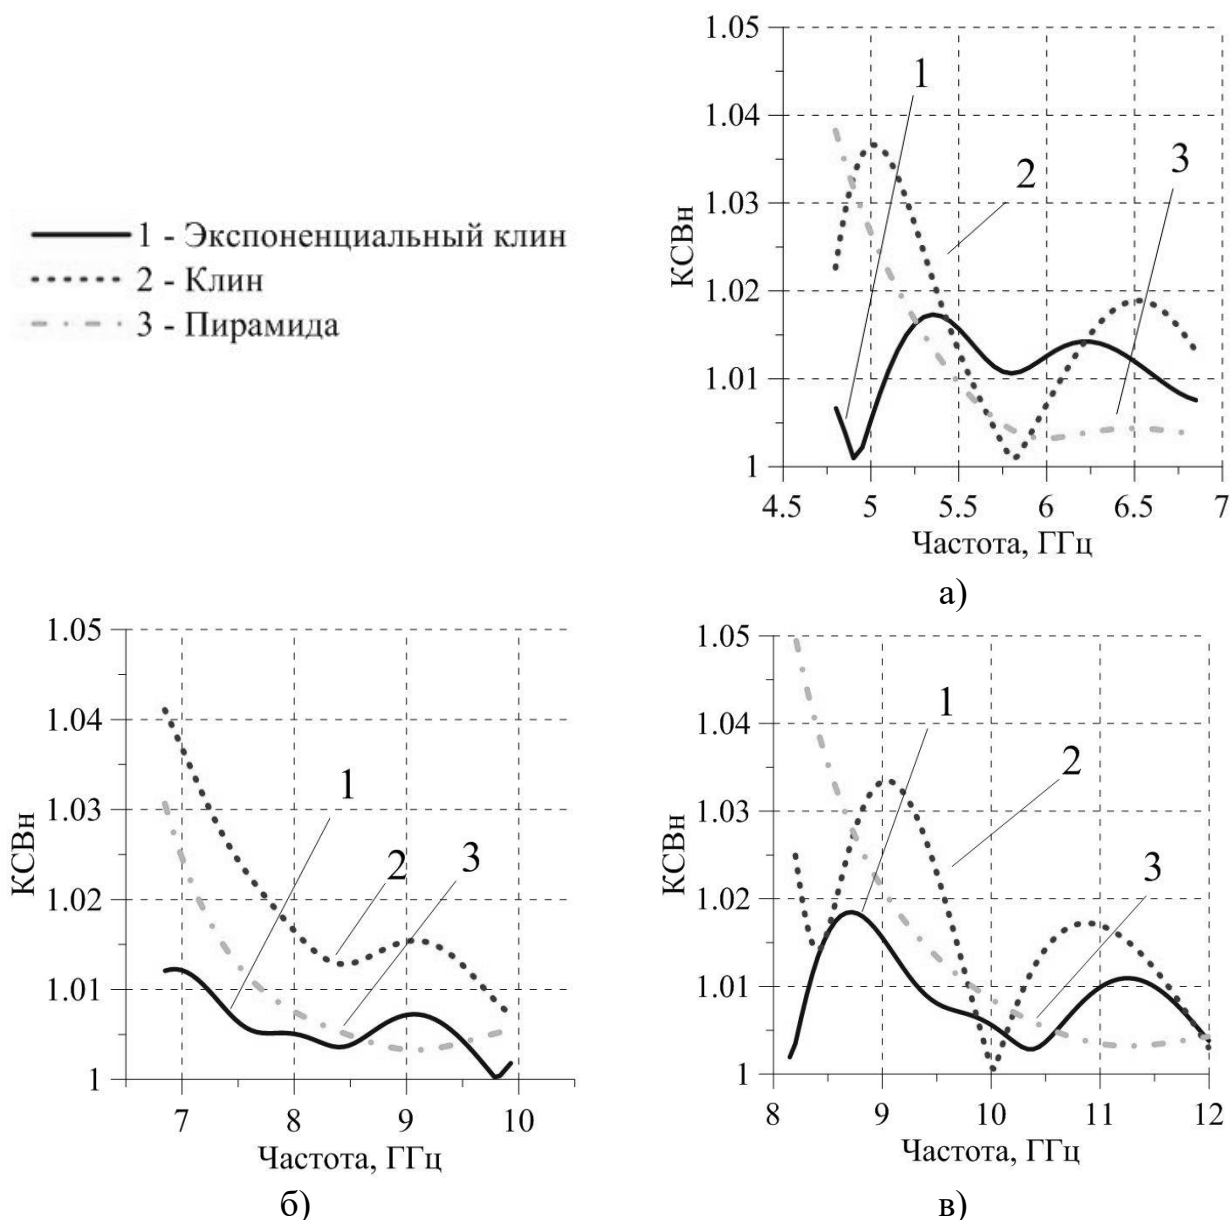 1 - Экспоненциальный клин
2 - Клин
3 - Пирамида
1.05
1.04
1.03
1.02
1.01
1
КСВн
1
2
3
4.5 5 5.5 6 6.5 7
Частота, ГГц
а)
1.05
1.04
1.03
1.02
1.01
1
КСВн
1
2
3
7 8 9 10
Частота, ГГц
б)
1.05
1.04
1.03
1.02
1.01
1
КСВн
1
2
3
8 9 10 11 12
Частота, ГГц
в)